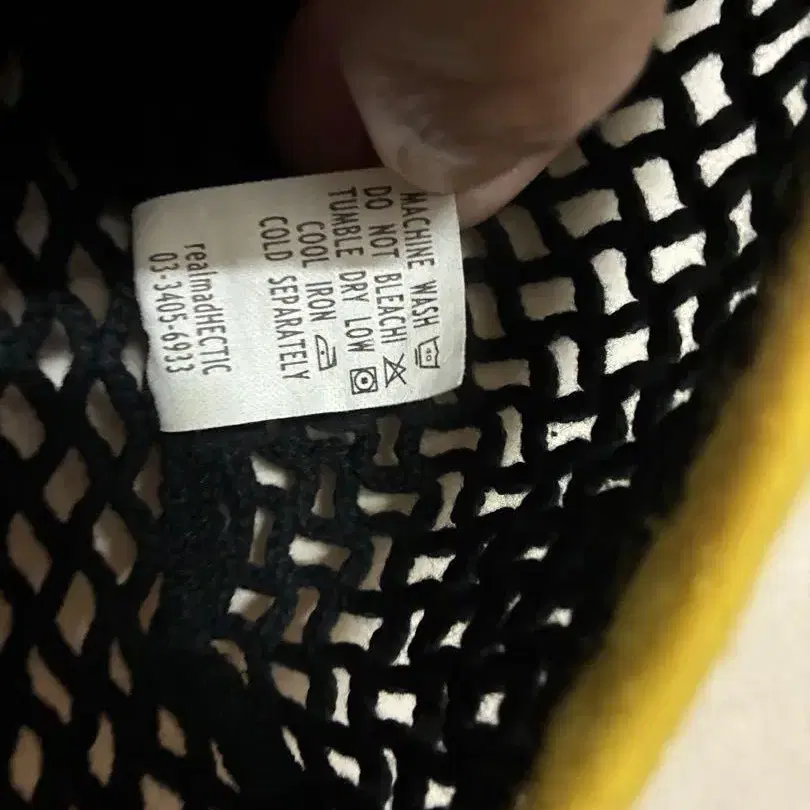 MACHINE WASH
DO NOT BLEACH
TUMBLE DRY LOW
COOL IRON
COLD SEPARATELY
realmadHECTIC
03-3405-6933